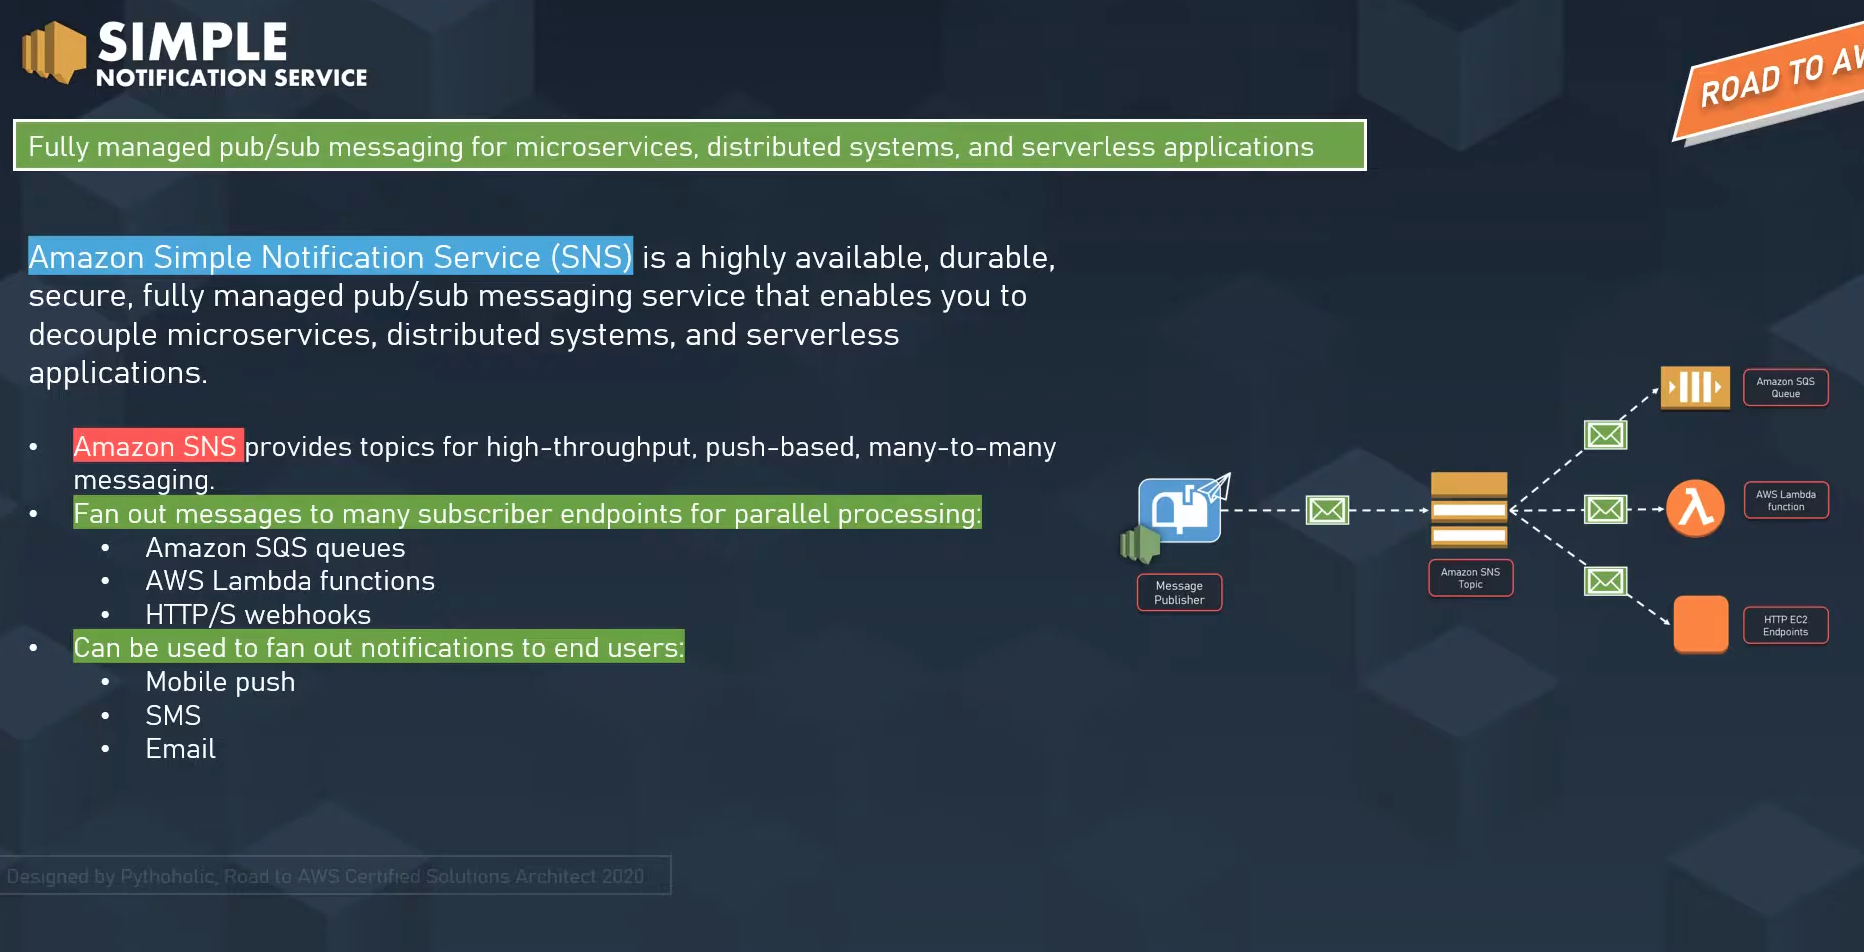 SIMPLE
NOTIFICATION SERVICE
ROAD TO AW
Fully managed pub/sub messaging for microservices, distributed systems, and serverless applications
Amazon Simple Notification Service (SNS) is a highly available, durable,
secure, fully managed pub/sub messaging service that enables you to
decouple microservices, distributed systems, and serverless
applications.
• Amazon SNS provides topics for high-throughput, push-based, many-to-many
messaging.
• Fan out messages to many subscriber endpoints for parallel processing:
• Amazon SQS queues
• AWS Lambda functions
• HTTP/S webhooks
• Can be used to fan out notifications to end users:
• Mobile push
• SMS
• Email
Message
Publisher
Amazon SNS
Topic
Amazon SQS
Queue
AWS Lambda
function
HTTP EC2
Endpoints
Designed by Pythoholic, Road to AWS Certified Solutions Architect 2020